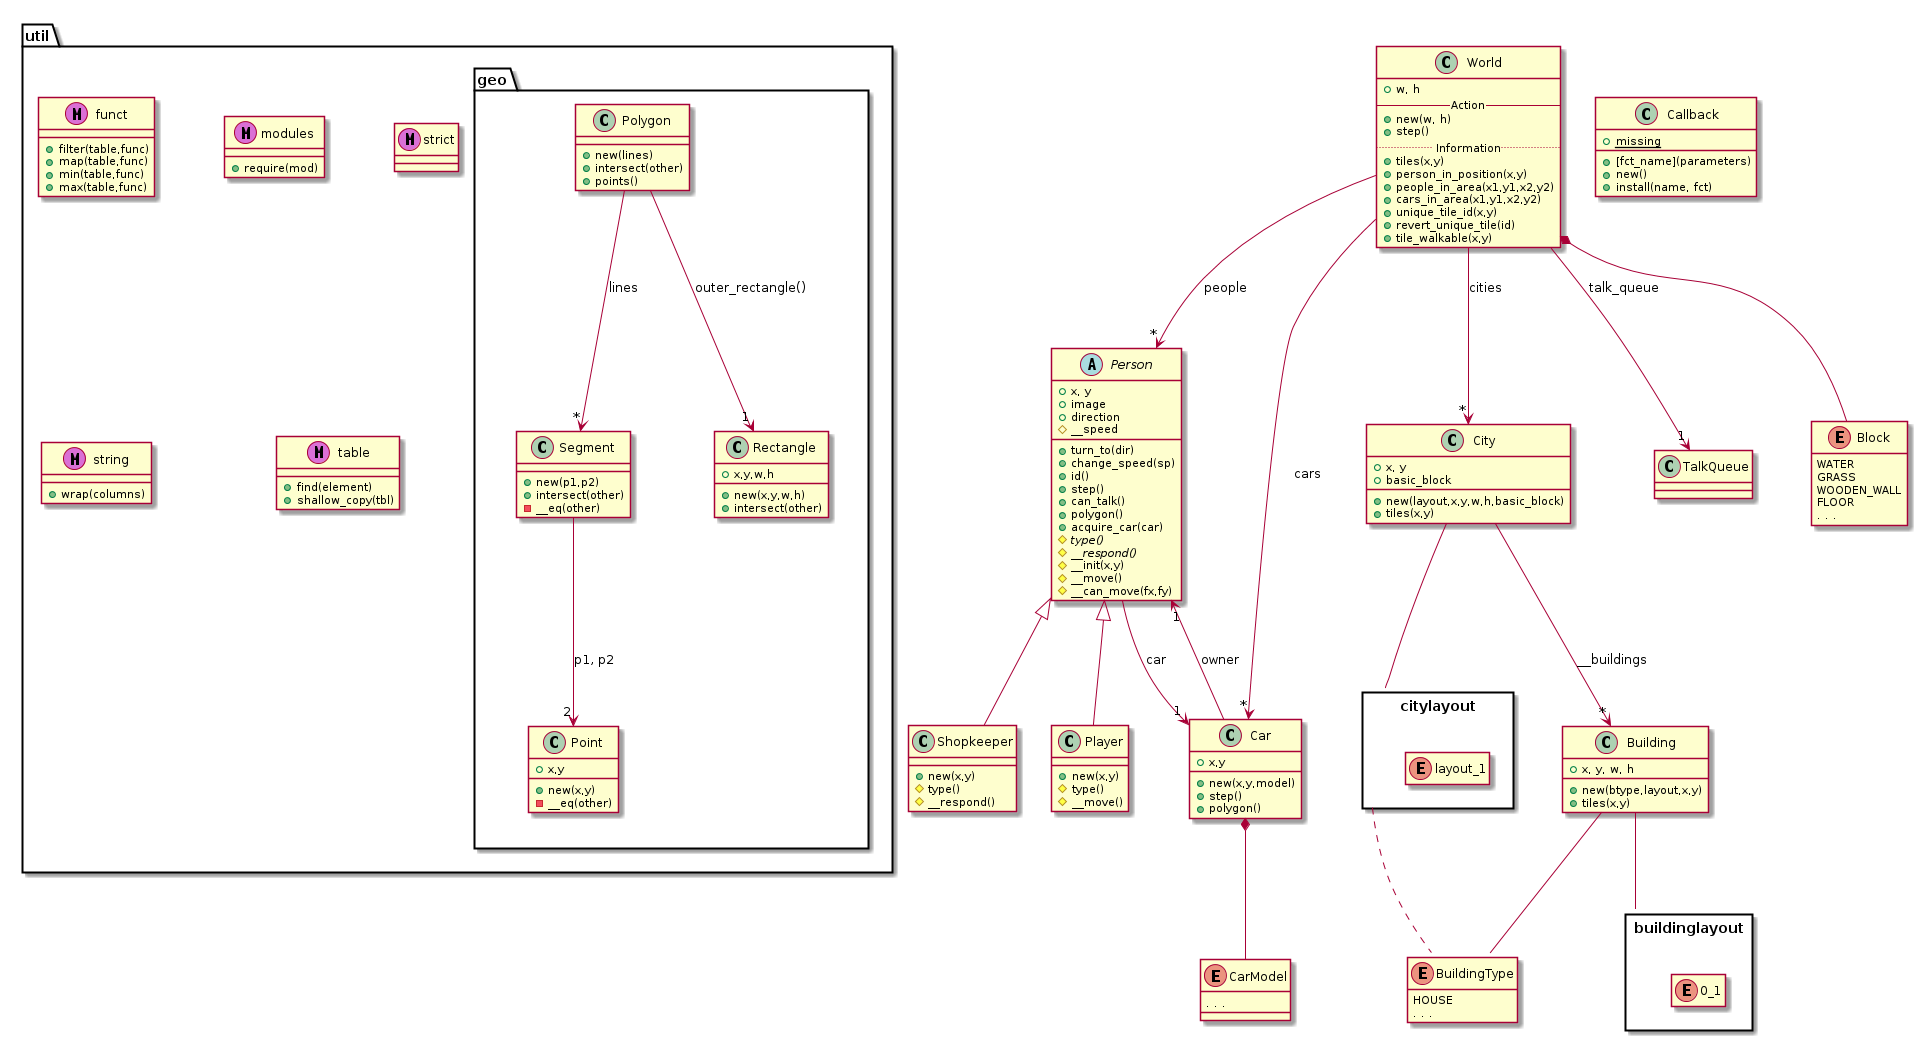 util
M funct
filter(table,func)
map(table,func)
min(table,func)
max(table,func)
M modules
require(mod)
M strict
M string
wrap(columns)
M table
find(element)
shallow_copy(tbl)
geo
C Polygon
new(lines)
intersect(other)
points()
lines
outer_rectangle()
*
1
C Segment
new(p1,p2)
intersect(other)
__eq(other)
C Rectangle
x,y,w,h
new(x,y,w,h)
intersect(other)
p1, p2
2
C Point
x,y
new(x,y)
__eq(other)
C World
w, h
Action
new(w, h)
step()
Information
tiles(x,y)
person_in_position(x,y)
people_in_area(x1,y1,x2,y2)
cars_in_area(x1,y1,x2,y2)
unique_tile_id(x,y)
revert_unique_tile(id)
tile_walkable(x,y)
C Callback
missing
[fct_name](parameters)
new()
install(name, fct)
people
*
cars
*
cities
*
talk_queue
1
A Person
x, y
image
direction
__speed
turn_to(dir)
change_speed(sp)
id()
step()
can_talk()
polygon()
acquire_car(car)
type()
__respond()
__init(x,y)
__move()
__can_move(fx,fy)
C City
x, y
basic_block
new(layout,x,y,w,h,basic_block)
tiles(x,y)
C TalkQueue
E Block
WATER
GRASS
WOODEN_WALL
FLOOR
. . .
car
1
owner
1
__buildings
*
C Shopkeeper
new(x,y)
type()
__respond()
C Player
new(x,y)
type()
__move()
C Car
x,y
new(x,y,model)
step()
polygon()
citylayout
E layout_1
C Building
x, y, w, h
new(btype,layout,x,y)
tiles(x,y)
E CarModel
. . .
E BuildingType
HOUSE
. . .
buildinglayout
E 0_1